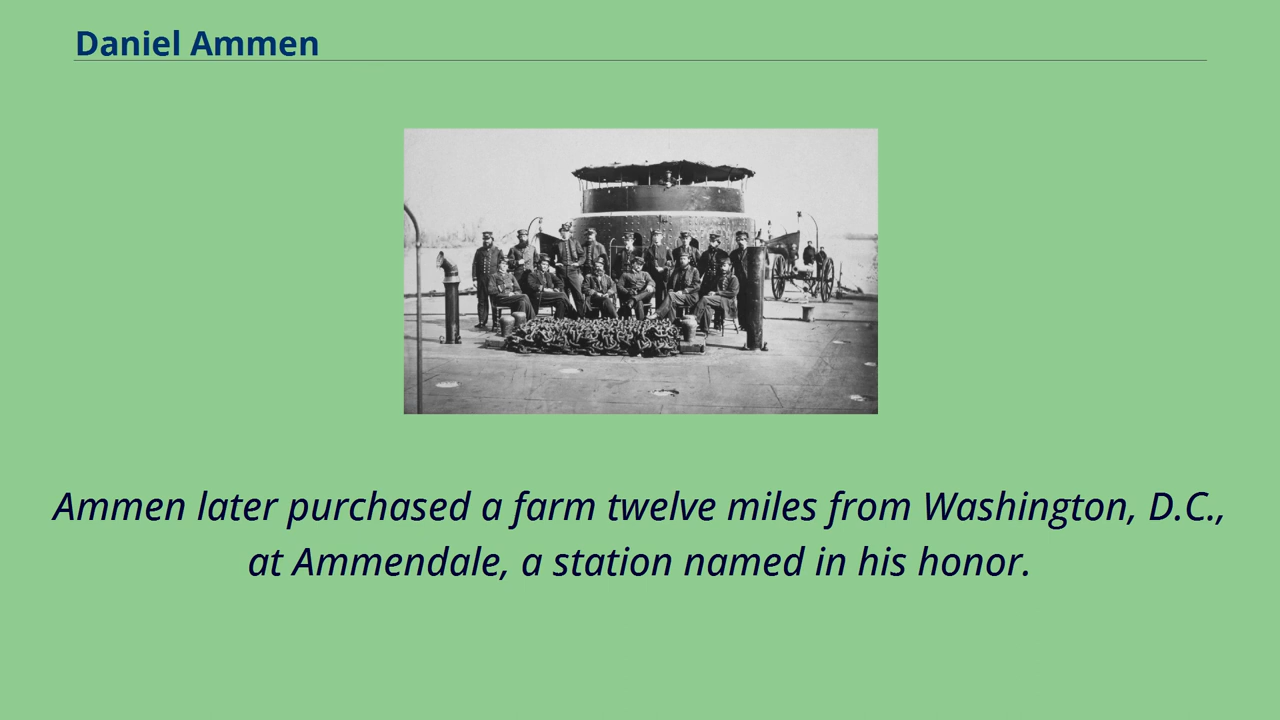 Daniel Ammen
Ammen later purchased a farm twelve miles from Washington, D.C.,
at Ammendale, a station named in his honor.